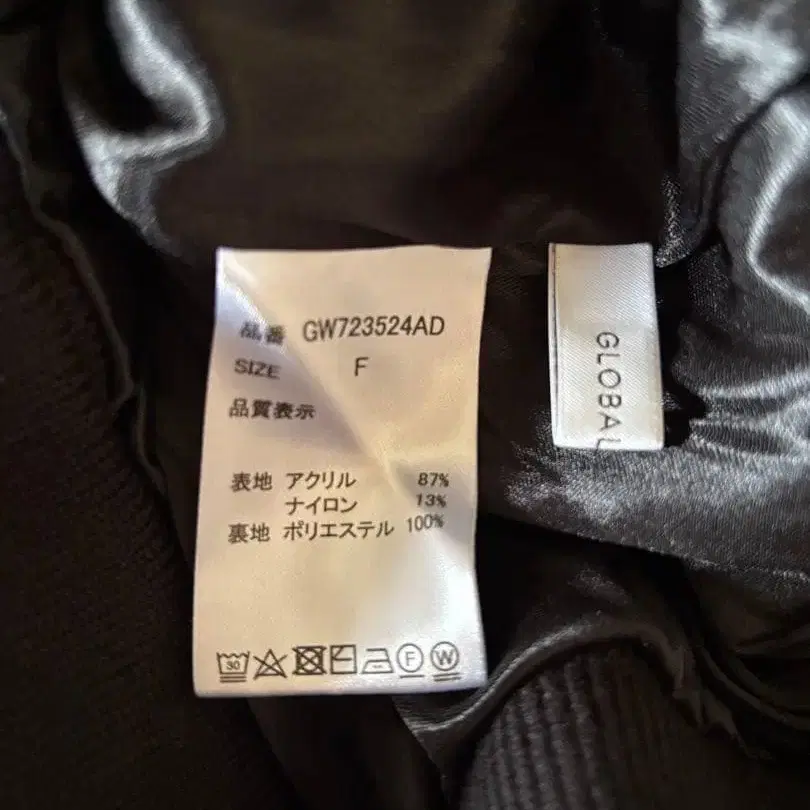 品番 GW723524AD
SIZE F
品質表示
表地 アクリル 87%
ナイロン 13%
裏地 ポリエステル 100%
30 F W
GLOBAL